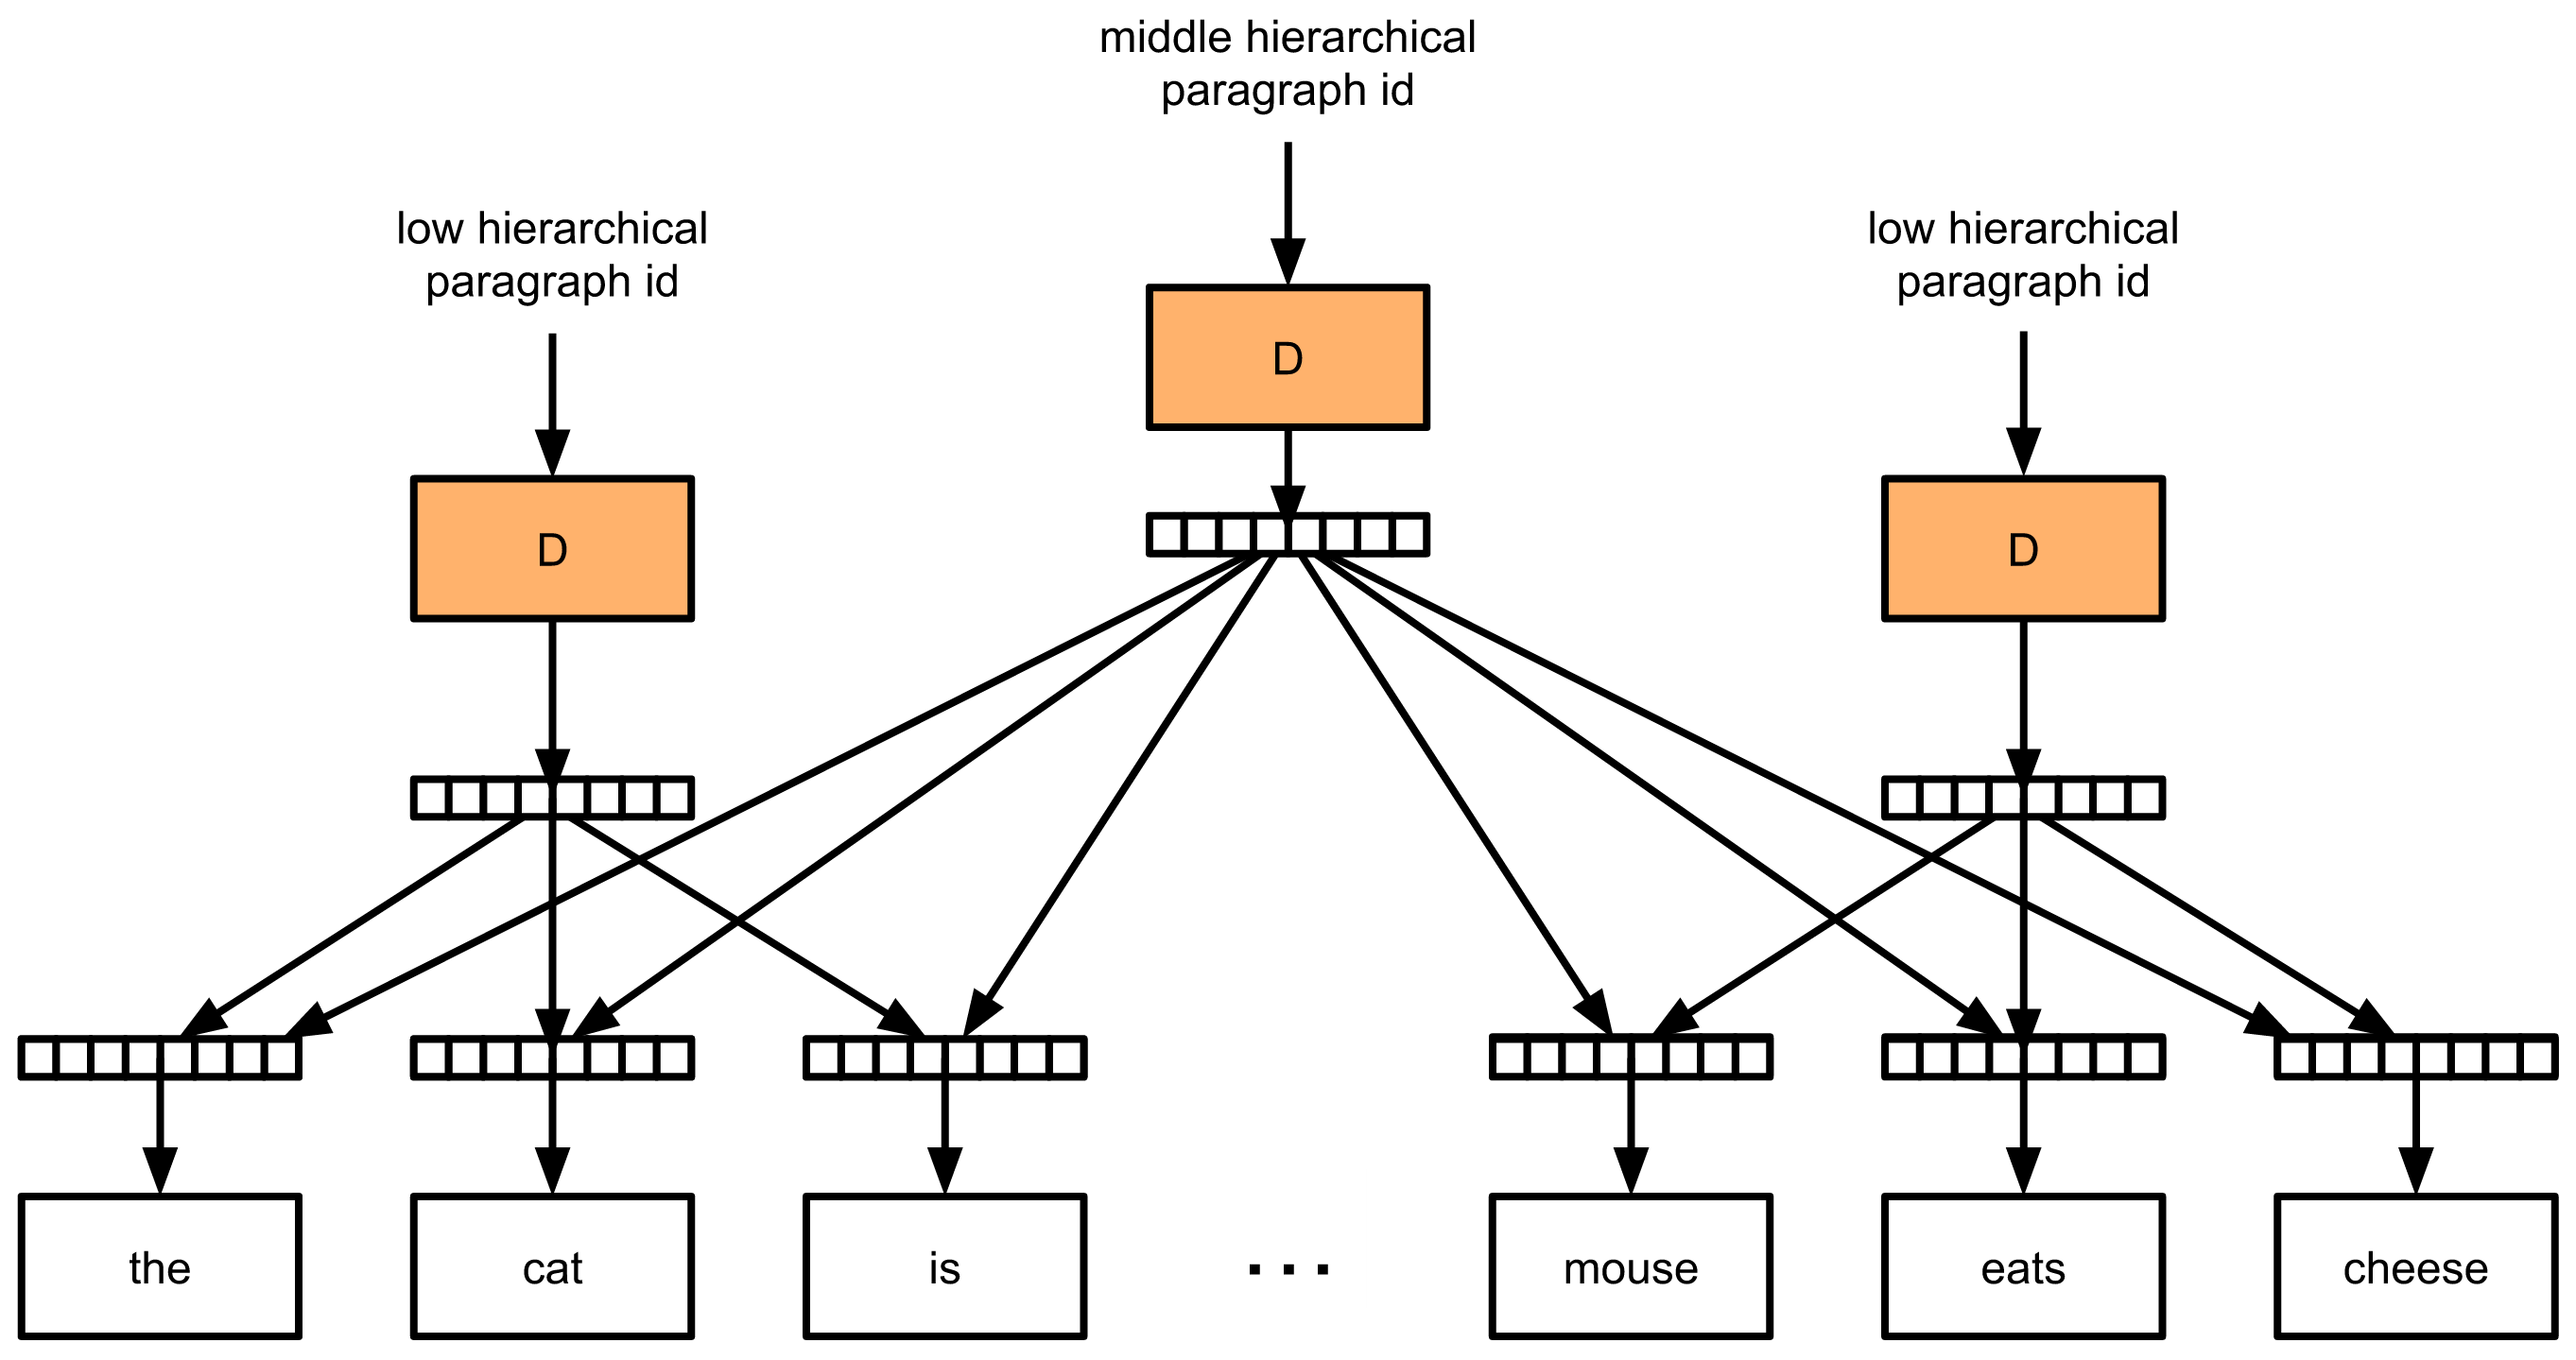 middle hierarchical
paragraph id
low hierarchical
paragraph id
low hierarchical
paragraph id
D
D
D
the
cat
is
...
mouse
eats
cheese